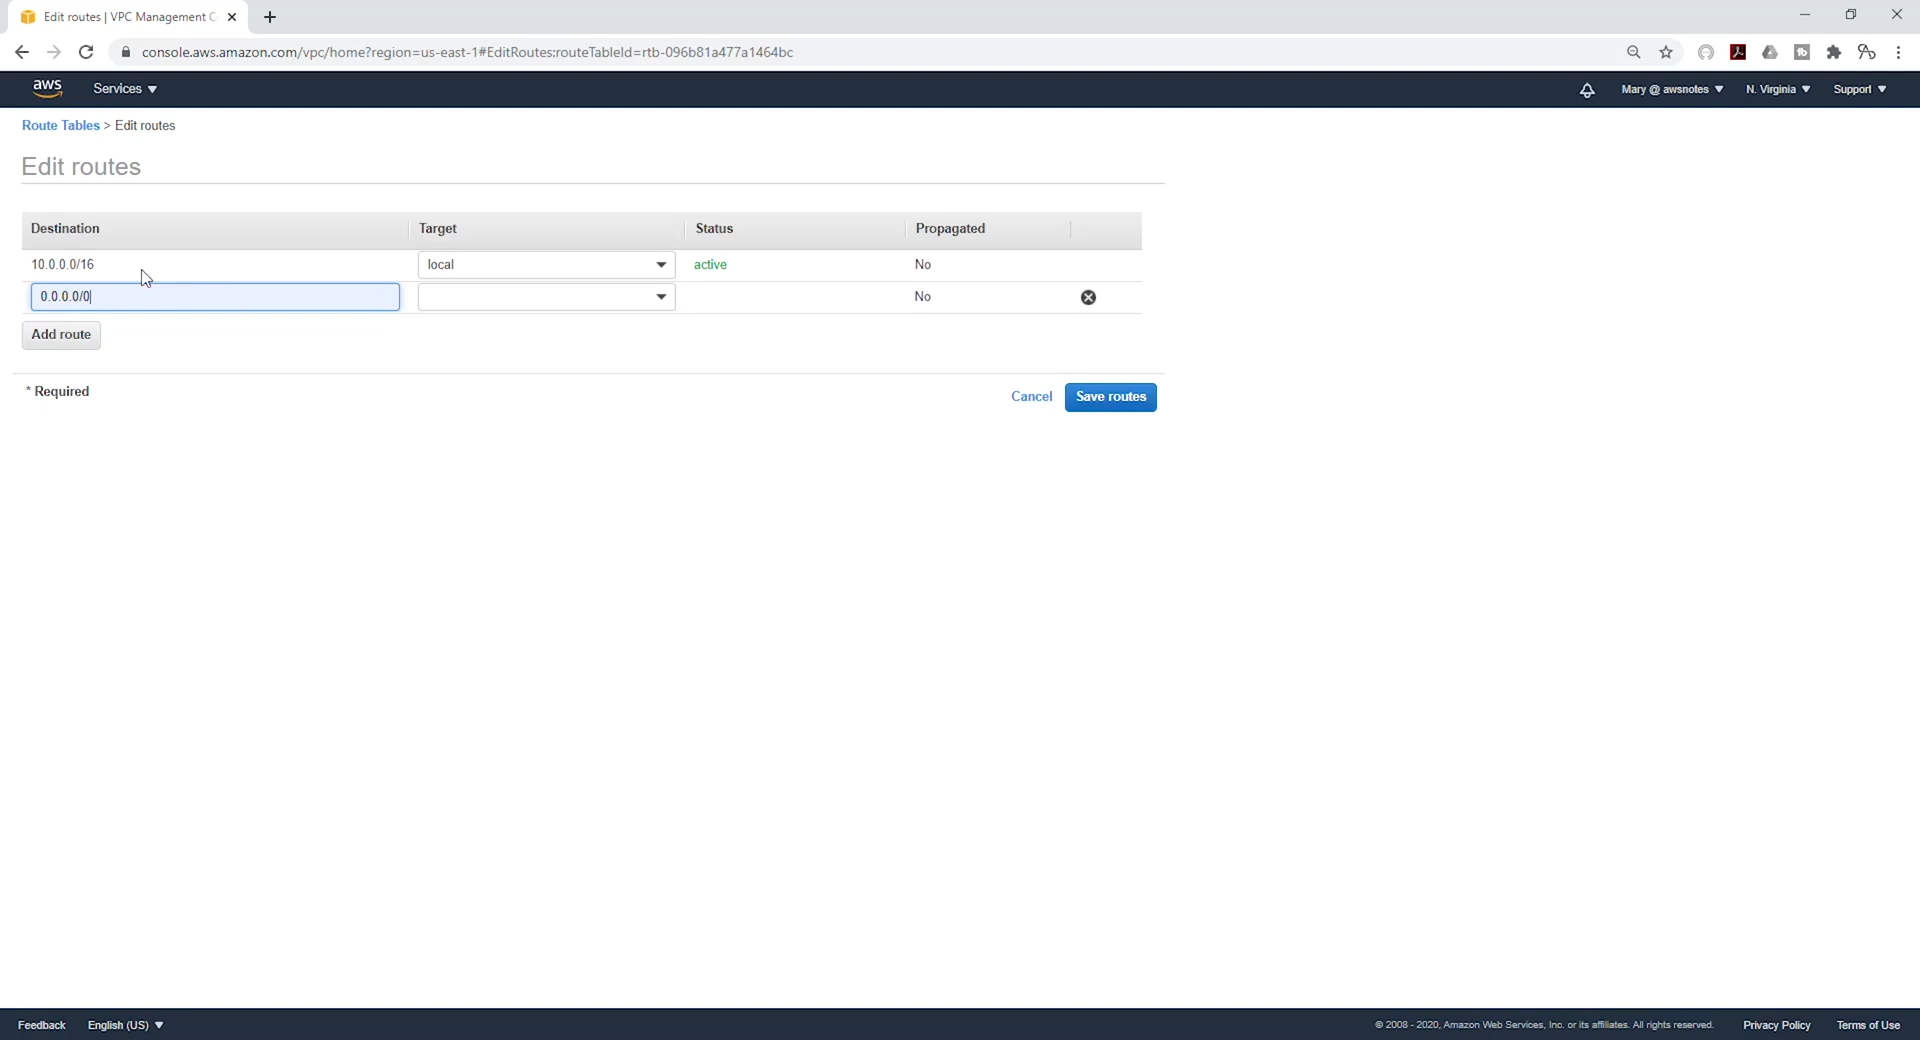 Edit routes | VPC Management C
console.aws.amazon.com/vpc/home?region=us-east-1#EditRoutes:routeTableId=rtb-096b81a477a1464bc
aws Services Mary @ awsnotes N. Virginia Support
Route Tables > Edit routes
Edit routes
Destination Target Status Propagated
10.0.0.0/16 local active No
0.0.0.0/0 No
Add route
* Required Cancel Save routes
Feedback English (US) © 2008 - 2020, Amazon Web Services, Inc. or its affiliates. All rights reserved. Privacy Policy Terms of Use